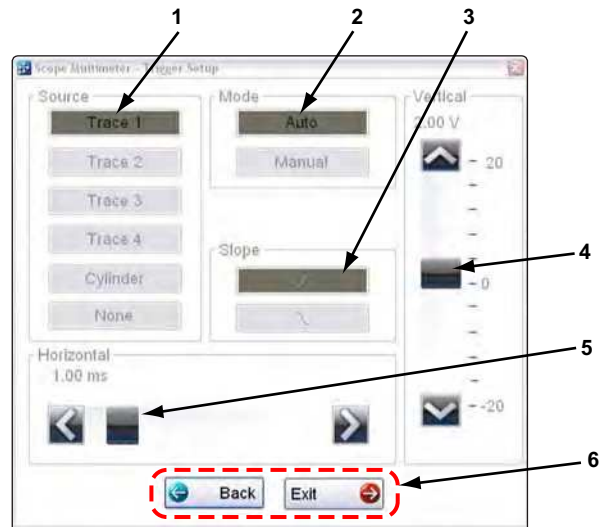 1 2 3
Scope Multimeter - Trigger Setup
Source Mode Vertical
Trace 1 Auto 2.00 V
Trace 2 Manual - 20
Trace 3
Trace 4
Slope 4
Cylinder - 0
None
Horizontal 5
1.00 ms
- -20
6
Back Exit